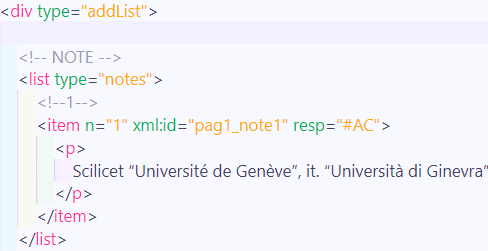 <div type="addList">
<!-- NOTE -->
<list type="notes">
<!--1-->
<item n="1" xml:id="pag1_note1" resp="#AC">
<p>
Scilicet “Université de Genève”, it. “Università di Ginevra”
</p>
</item>
</list>